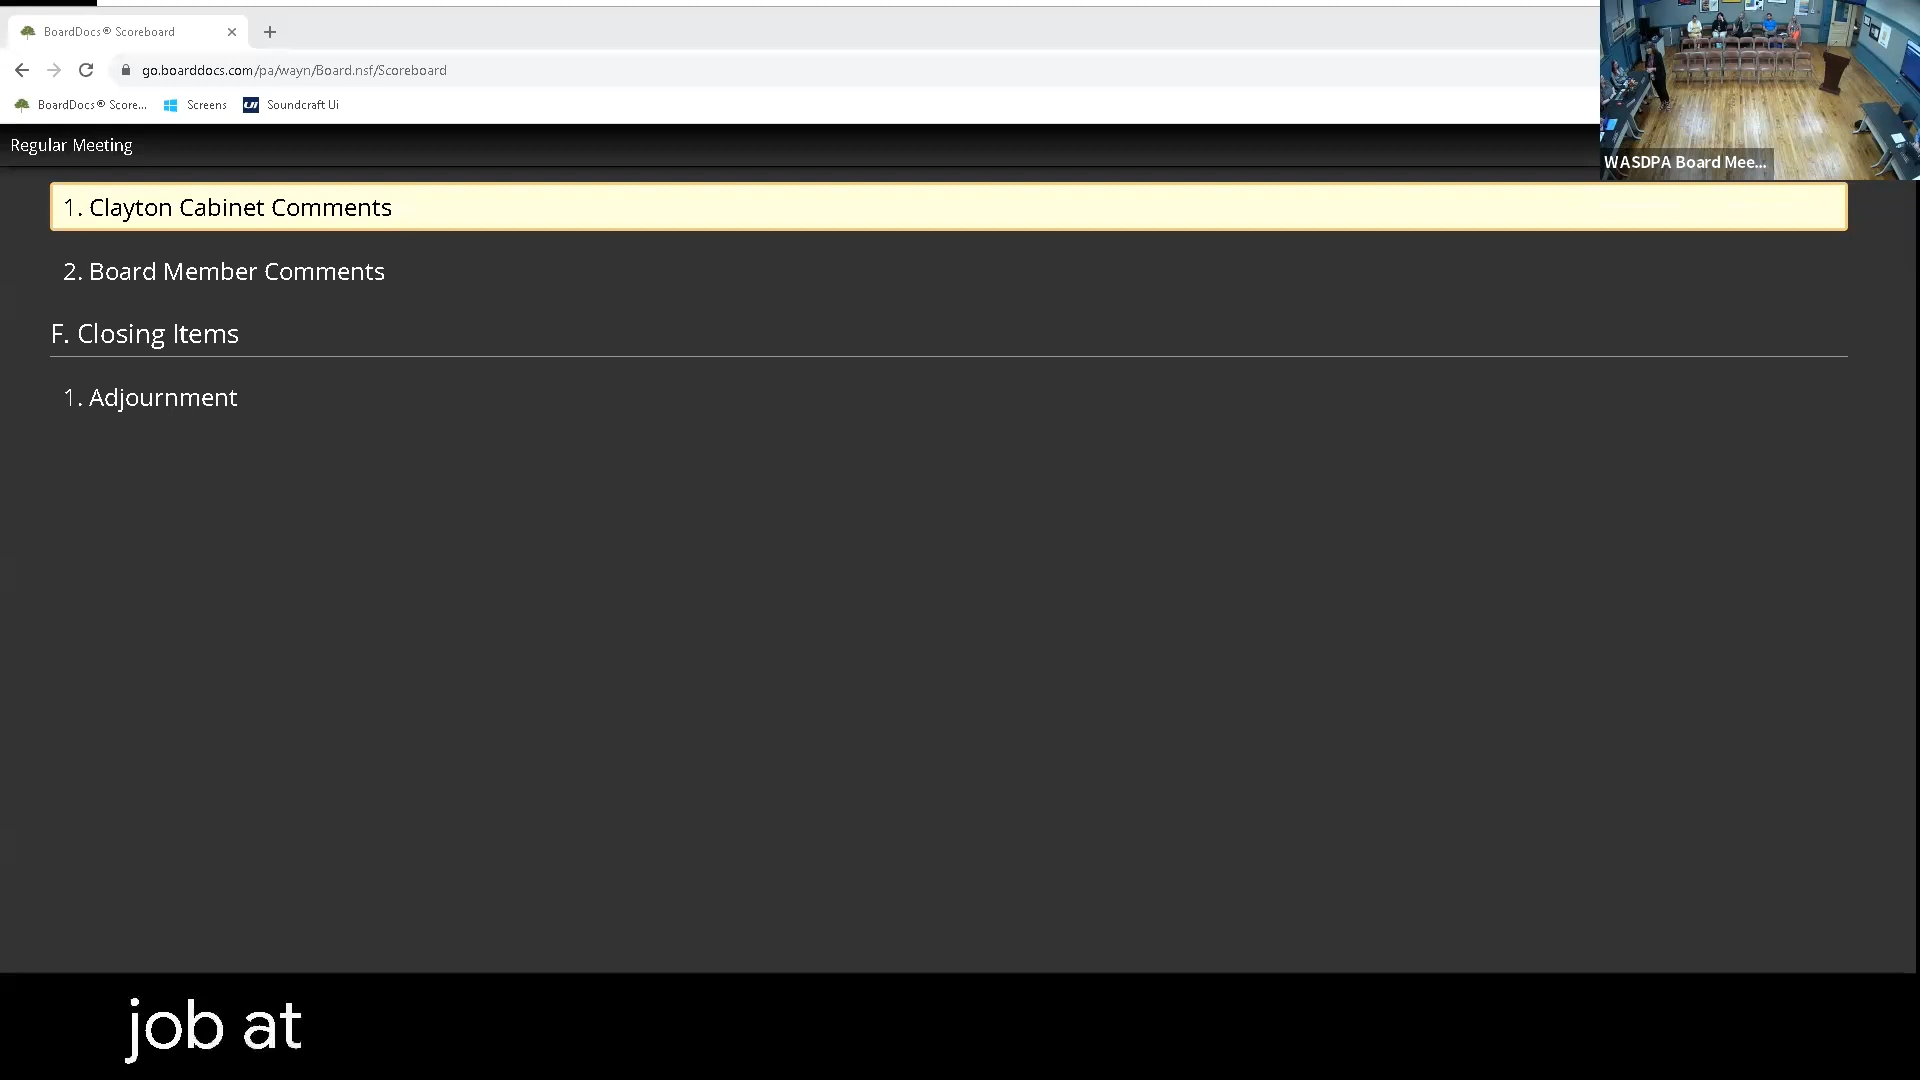 BoardDocs® Scoreboard
go.boarddocs.com/pa/wayn/Board.nsf/Scoreboard
BoardDocs® Score...
Screens
Soundcraft Ui
Regular Meeting
WASDPA Board Mee...
1. Clayton Cabinet Comments
2. Board Member Comments
F. Closing Items
1. Adjournment
job at